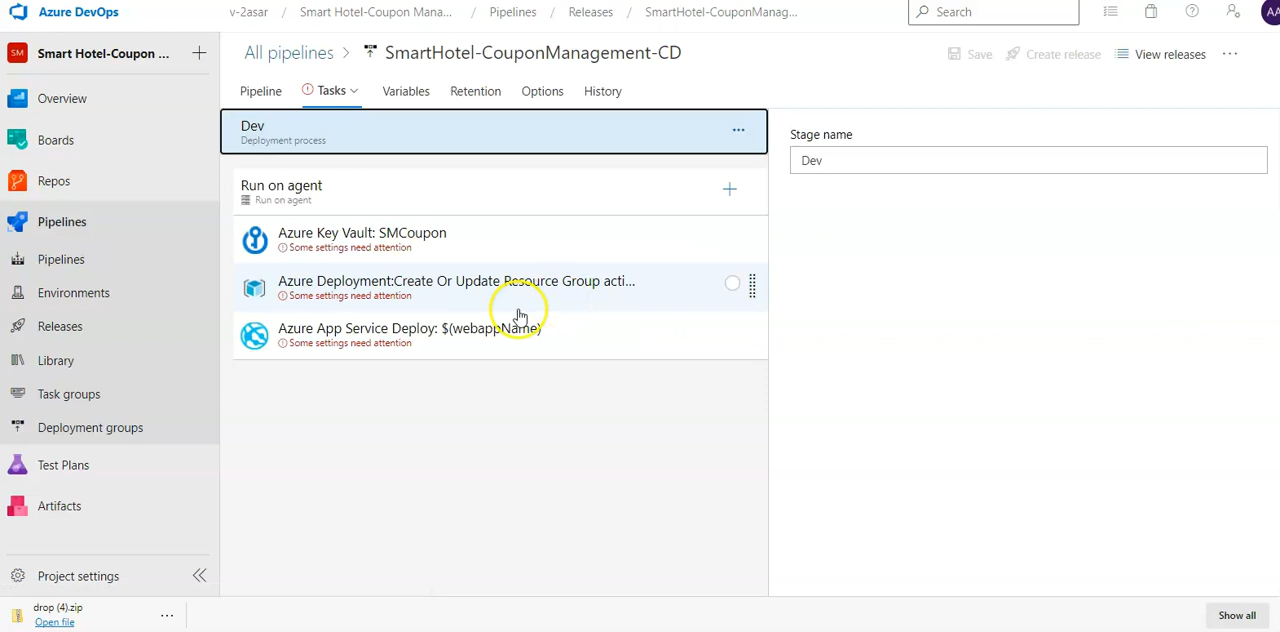 Azure DevOps
v-2asar / Smart Hotel-Coupon Mana... / Pipelines / Releases / SmartHotel-CouponManag...
Search
AA
SM Smart Hotel-Coupon ...
Overview
Boards
Repos
Pipelines
Pipelines
Environments
Releases
Library
Task groups
Deployment groups
Test Plans
Artifacts
Project settings
All pipelines > SmartHotel-CouponManagement-CD
Save
Create release
View releases
Pipeline
Tasks
Variables
Retention
Options
History
Dev
Deployment process
Run on agent
Run on agent
Azure Key Vault: SMCoupon
Some settings need attention
Azure Deployment:Create Or Update Resource Group acti...
Some settings need attention
Azure App Service Deploy: $(webappName)
Some settings need attention
Stage name
Dev
drop (4).zip
Open file
Show all